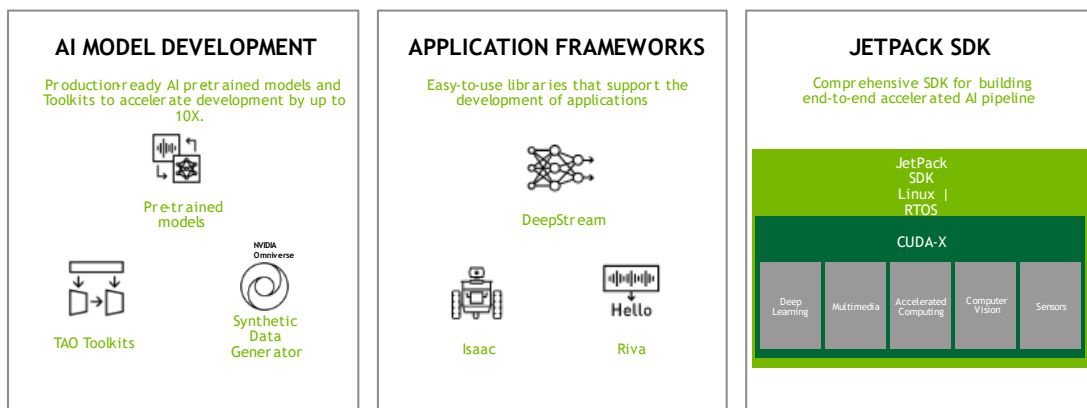 AI MODEL DEVELOPMENT
Production-ready AI pretrained models and
Toolkits to accelerate development by up to
10X.
Pre-trained
models
NVIDIA
Omniverse
TAO Toolkits
Synthetic
Data
Generator
APPLICATION FRAMEWORKS
Easy-to-use libraries that support the
development of applications
DeepStream
Hello
Isaac
Riva
JETPACK SDK
Comprehensive SDK for building
end-to-end accelerated AI pipeline
JetPack
SDK
Linux |
RTOS
CUDA-X
Deep
Learning
Multimedia
Accelerated
Computing
Computer
Vision
Sensors